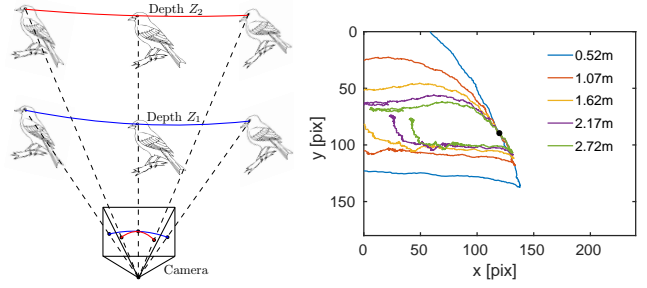 Depth Z₂
Depth Z₁
Camera
0
50
100
150
y [pix]
0
50
100
150
200
x [pix]
0.52m
1.07m
1.62m
2.17m
2.72m